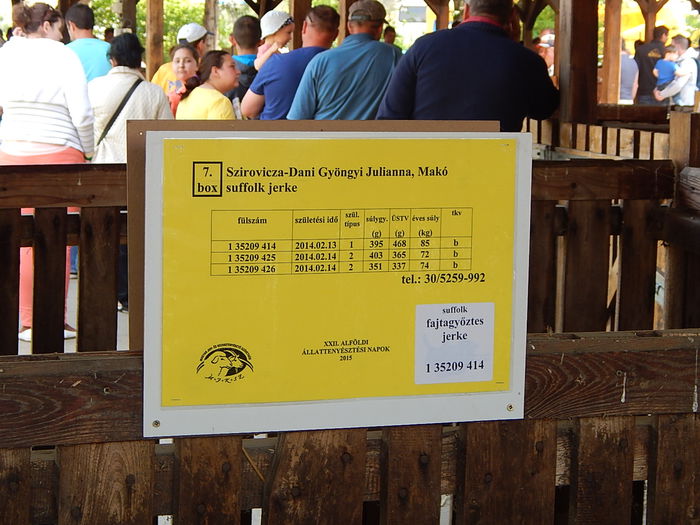 7.
box
Szirovicza-Dani Gyöngyi Julianna, Makó
suffolk jerke
fülszám születési idő szül. típus súlygy. (g) ÜSTV (g) éves súly (kg) tkv
1 35209 414 2014.02.13 1 395 468 85 b
1 35209 425 2014.02.14 2 403 365 72 b
1 35209 426 2014.02.14 2 351 337 74 b
tel.: 30/5259-992
XXII. ALFÖLDI
ÁLLATTENYÉSZTÉSI NAPOK
2015
suffolk
fajtagyőztes
jerke
1 35209 414
M·J·K·SZ